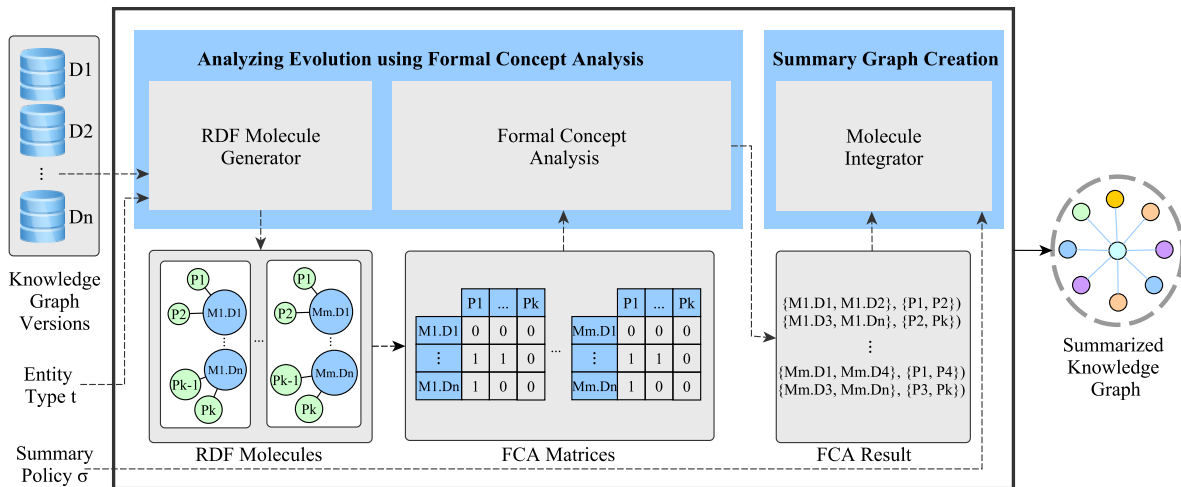 D1
D2
...
Dn
Knowledge
Graph
Versions
Entity
Type t
Summary
Policy σ
Analyzing Evolution using Formal Concept Analysis
RDF Molecule
Generator
Formal Concept
Analysis
Summary Graph Creation
Molecule
Integrator
P1
P2
M1.D1
...
M1.Dn
Pk-1
Pk
...
P1
P2
Mm.D1
...
Mm.Dn
Pk-1
Pk
RDF Molecules
P1 ... Pk
M1.D1 0 0 0
⋮ 1 1 0
M1.Dn 1 0 0
...
P1 ... Pk
Mm.D1 0 0 0
⋮ 1 1 0
Mm.Dn 1 0 0
FCA Matrices
{M1.D1, M1.D2}, {P1, P2})
{M1.D3, M1.Dn}, {P2, Pk})
⋮
{Mm.D1, Mm.D4}, {P1, P4})
{Mm.D3, Mm.Dn}, {P3, Pk})
FCA Result
Summarized
Knowledge
Graph